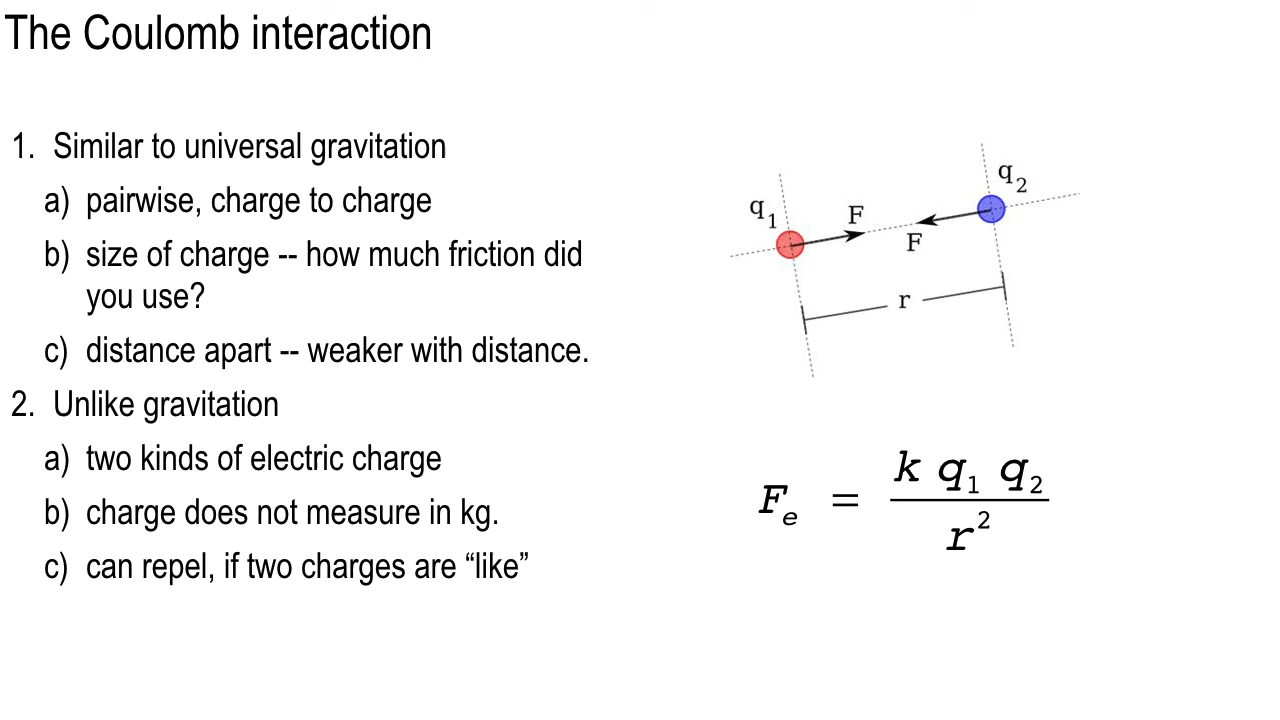 The Coulomb interaction
1. Similar to universal gravitation
a) pairwise, charge to charge
b) size of charge -- how much friction did
you use?
c) distance apart -- weaker with distance.
2. Unlike gravitation
a) two kinds of electric charge
b) charge does not measure in kg.
c) can repel, if two charges are “like”
q₁
F
F
q₂
r
Fₑ = k q₁ q₂
r²